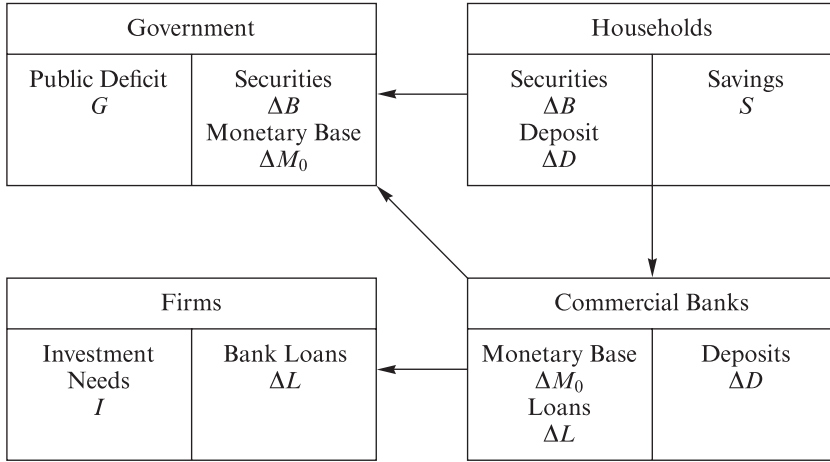 Government
Public Deficit
G
Securities
ΔB
Monetary Base
ΔM₀
Households
Securities
ΔB
Deposit
ΔD
Savings
S
Firms
Investment
Needs
I
Bank Loans
ΔL
Commercial Banks
Monetary Base
ΔM₀
Loans
ΔL
Deposits
ΔD